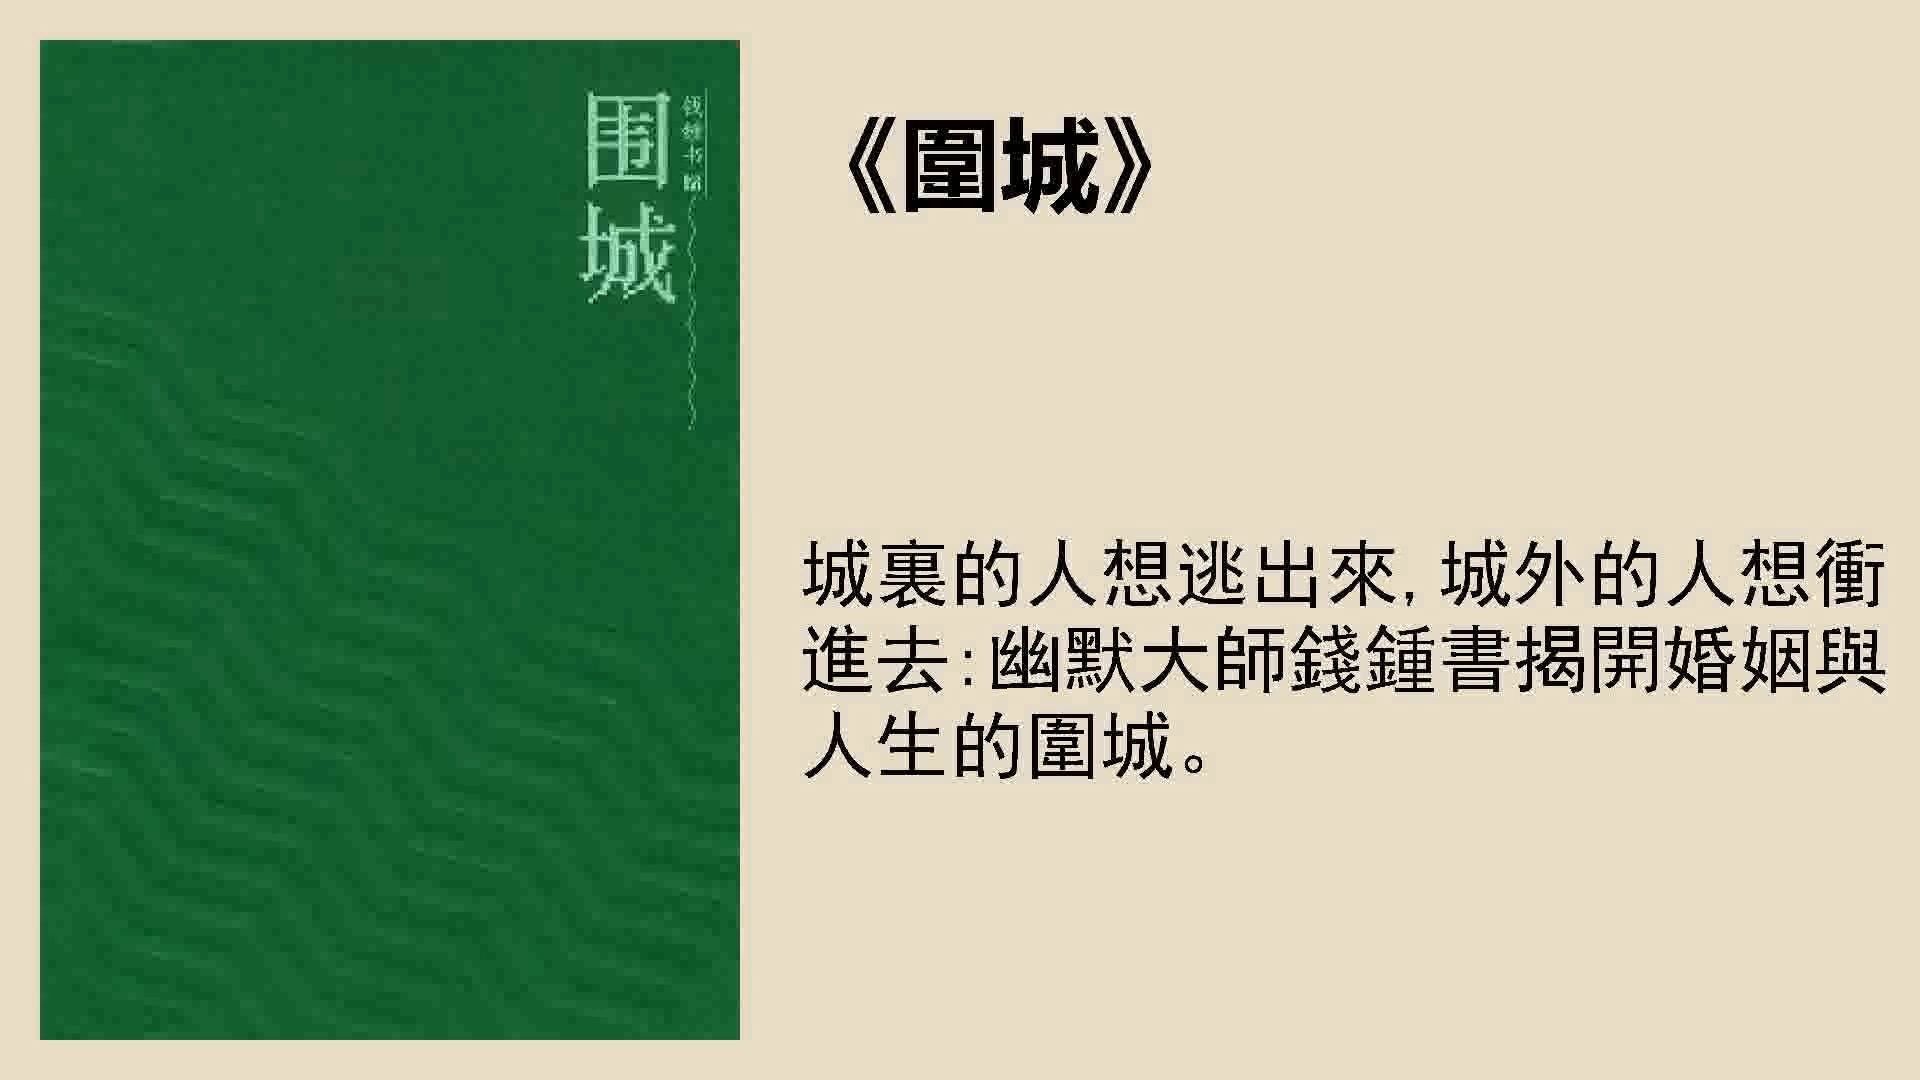 围城
钱锺书 著
《圍城》
城裏的人想逃出來,城外的人想衝
進去:幽默大師錢鍾書揭開婚姻與
人生的圍城。